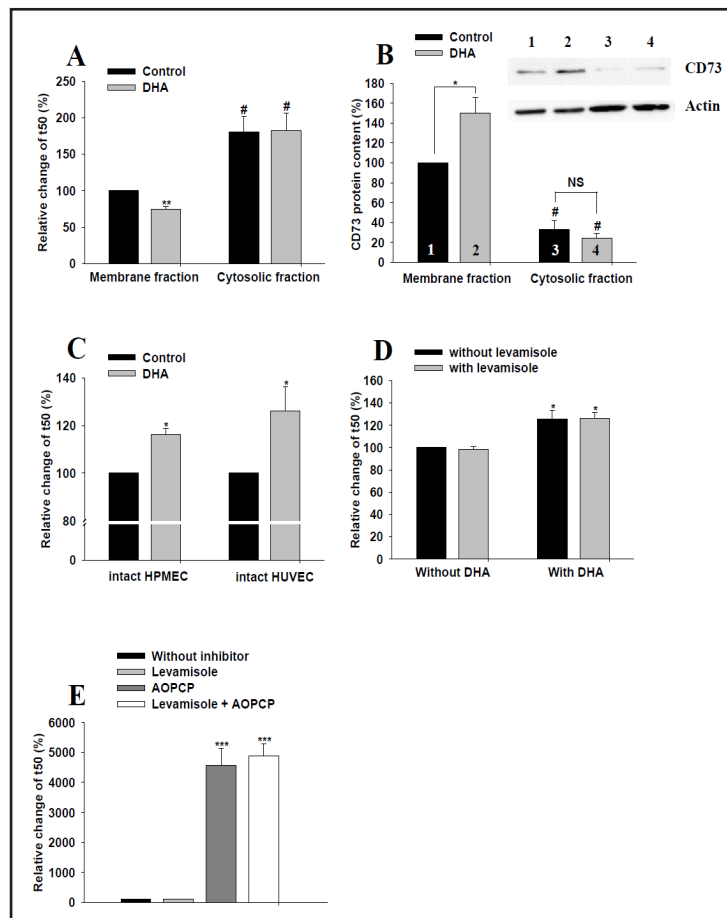 A
Control
DHA
Relative change of t50 (%)
250
200
150
100
50
0
**
#
#
Membrane fraction
Cytosolic fraction
B
Control
DHA
1 2 3 4
CD73
Actin
CD73 protein content (%)
180
160
140
120
100
80
60
40
20
0
*
NS
#
#
1
2
3
4
Membrane fraction
Cytosolic fraction
C
Control
DHA
Relative change of t50 (%)
140
120
100
80
0
*
*
intact HPMEC
intact HUVEC
D
without levamisole
with levamisole
Relative change of t50 (%)
160
140
120
100
80
60
40
20
0
*
*
Without DHA
With DHA
E
Without inhibitor
Levamisole
AOPCP
Levamisole + AOPCP
Relative change of t50 (%)
6000
5000
4000
3000
2000
1000
0
***
***